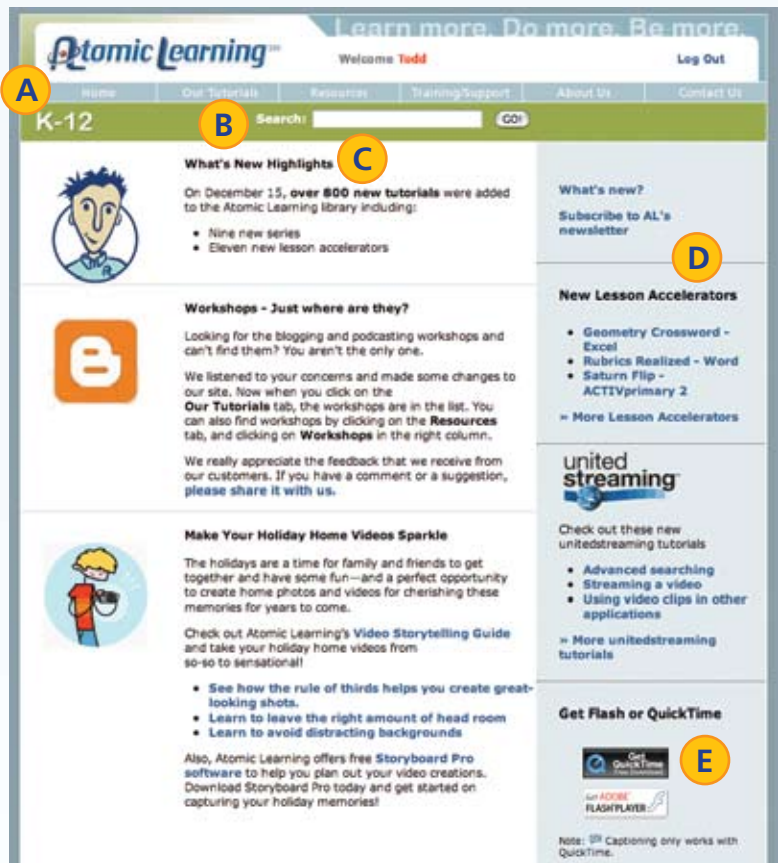 Learn more. Do more. Be more.
Atomic Learning
Welcome Todd
Log Out
A
Home
Our Tutorials
Resources
Training/Support
About Us
Contact Us
K-12
B
Search:
GO!
What's New Highlights
C
On December 15, over 800 new tutorials were added
to the Atomic Learning library including:
• Nine new series
• Eleven new lesson accelerators
Workshops - Just where are they?
Looking for the blogging and podcasting workshops and
can't find them? You aren't the only one.
We listened to your concerns and made some changes to
our site. Now when you click on the
Our Tutorials tab, the workshops are in the list. You
can also find workshops by clicking on the Resources
tab, and clicking on Workshops in the right column.
We really appreciate the feedback that we receive from
our customers. If you have a comment or a suggestion,
please share it with us.
Make Your Holiday Home Videos Sparkle
The holidays are a time for family and friends to get
together and have some fun—and a perfect opportunity
to create home photos and videos for cherishing these
memories for years to come.
Check out Atomic Learning's Video Storytelling Guide
and take your holiday home videos from
so-so to sensational!
• See how the rule of thirds helps you create great-
looking shots.
• Learn to leave the right amount of head room
• Learn to avoid distracting backgrounds
Also, Atomic Learning offers free Storyboard Pro
software to help you plan out your video creations.
Download Storyboard Pro today and get started on
capturing your holiday memories!
What's new?
Subscribe to AL's
newsletter
D
New Lesson Accelerators
• Geometry Crossword -
Excel
• Rubrics Realized - Word
• Saturn Flip -
ACTIVprimary 2
» More Lesson Accelerators
united
streaming
Check out these new
unitedstreaming tutorials
• Advanced searching
• Streaming a video
• Using video clips in other
applications
» More unitedstreaming
tutorials
Get Flash or QuickTime
Get
QuickTime
Free Download
E
Get ADOBE
FLASH PLAYER
Note: Captioning only works with
QuickTime.